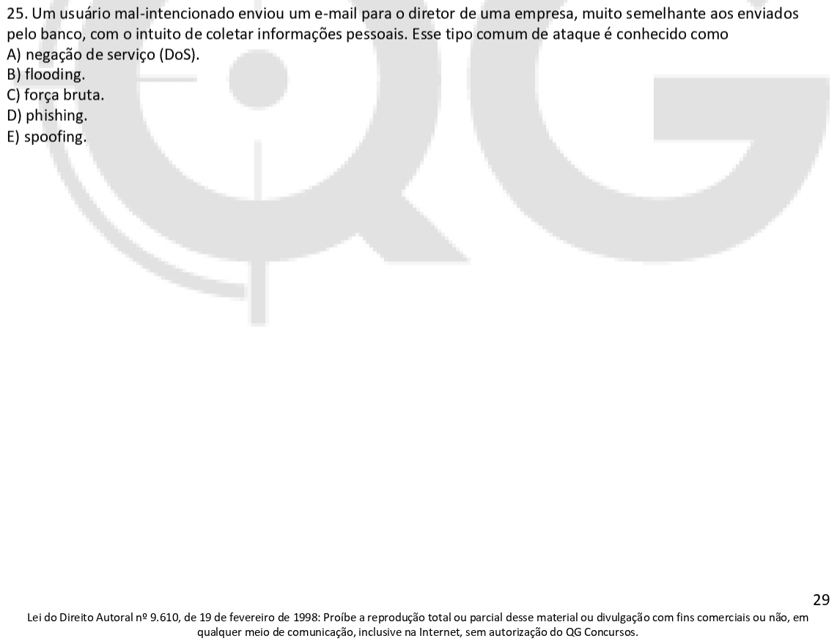 25. Um usuário mal-intencionado enviou um e-mail para o diretor de uma empresa, muito semelhante aos enviados
pelo banco, com o intuito de coletar informações pessoais. Esse tipo comum de ataque é conhecido como
A) negação de serviço (DoS).
B) flooding.
C) força bruta.
D) phishing.
E) spoofing.
QG
29
Lei do Direito Autoral nº 9.610, de 19 de fevereiro de 1998: Proíbe a reprodução total ou parcial desse material ou divulgação com fins comerciais ou não, em
qualquer meio de comunicação, inclusive na Internet, sem autorização do QG Concursos.